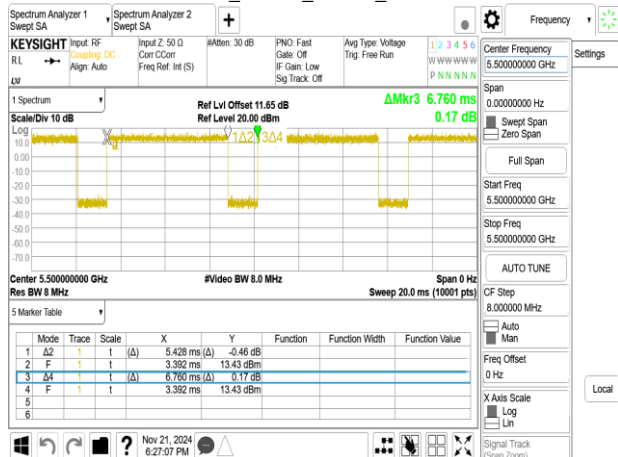 Spectrum Analyzer 1
Swept SA
Spectrum Analyzer 2
Swept SA
+
Frequency
KEYSIGHT
RL
Input: RF
Coupling: DC
Align: Auto
Input Z: 50 Ω
Corr CCorr
Freq Ref: Int (S)
#Atten: 30 dB
PNO: Fast
Gate: Off
IF Gain: Low
Sig Track: Off
Avg Type: Voltage
Trig: Free Run
1 2 3 4 5 6
W W W W W W
P N N N N N
1 Spectrum
Scale/Div 10 dB
Ref Lvl Offset 11.65 dB
Ref Level 20.00 dBm
ΔMkr3 6.760 ms
0.17 dB
Log
10.0
0.00
-10.0
-20.0
-30.0
-40.0
-50.0
-60.0
-70.0
1Δ2
3Δ4
Center 5.500000000 GHz
Res BW 8 MHz
#Video BW 8.0 MHz
Span 0 Hz
Sweep 20.0 ms (10001 pts)
5 Marker Table
Mode Trace Scale X Y Function Function Width Function Value
1 Δ2 1 t (Δ) 5.428 ms (Δ) -0.46 dB
2 F 1 t 3.392 ms 13.43 dBm
3 Δ4 1 t (Δ) 6.760 ms (Δ) 0.17 dB
4 F 1 t 3.392 ms 13.43 dBm
5
6
?
Nov 21, 2024
6:27:07 PM
Center Frequency
5.500000000 GHz
Settings
Span
0.00000000 Hz
Swept Span
Zero Span
Full Span
Start Freq
5.500000000 GHz
Stop Freq
5.500000000 GHz
AUTO TUNE
CF Step
8.000000 MHz
Auto
Man
Freq Offset
0 Hz
X Axis Scale
Log
Lin
Local
Signal Track
(Span Zoom)